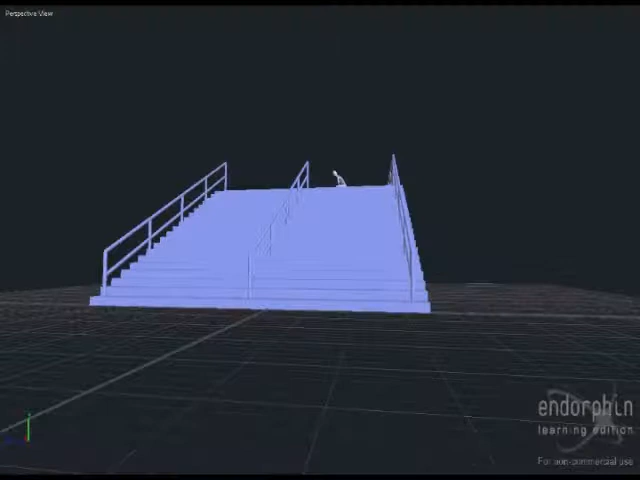 Perspective View
endorphin
learning edition
For non-commercial use